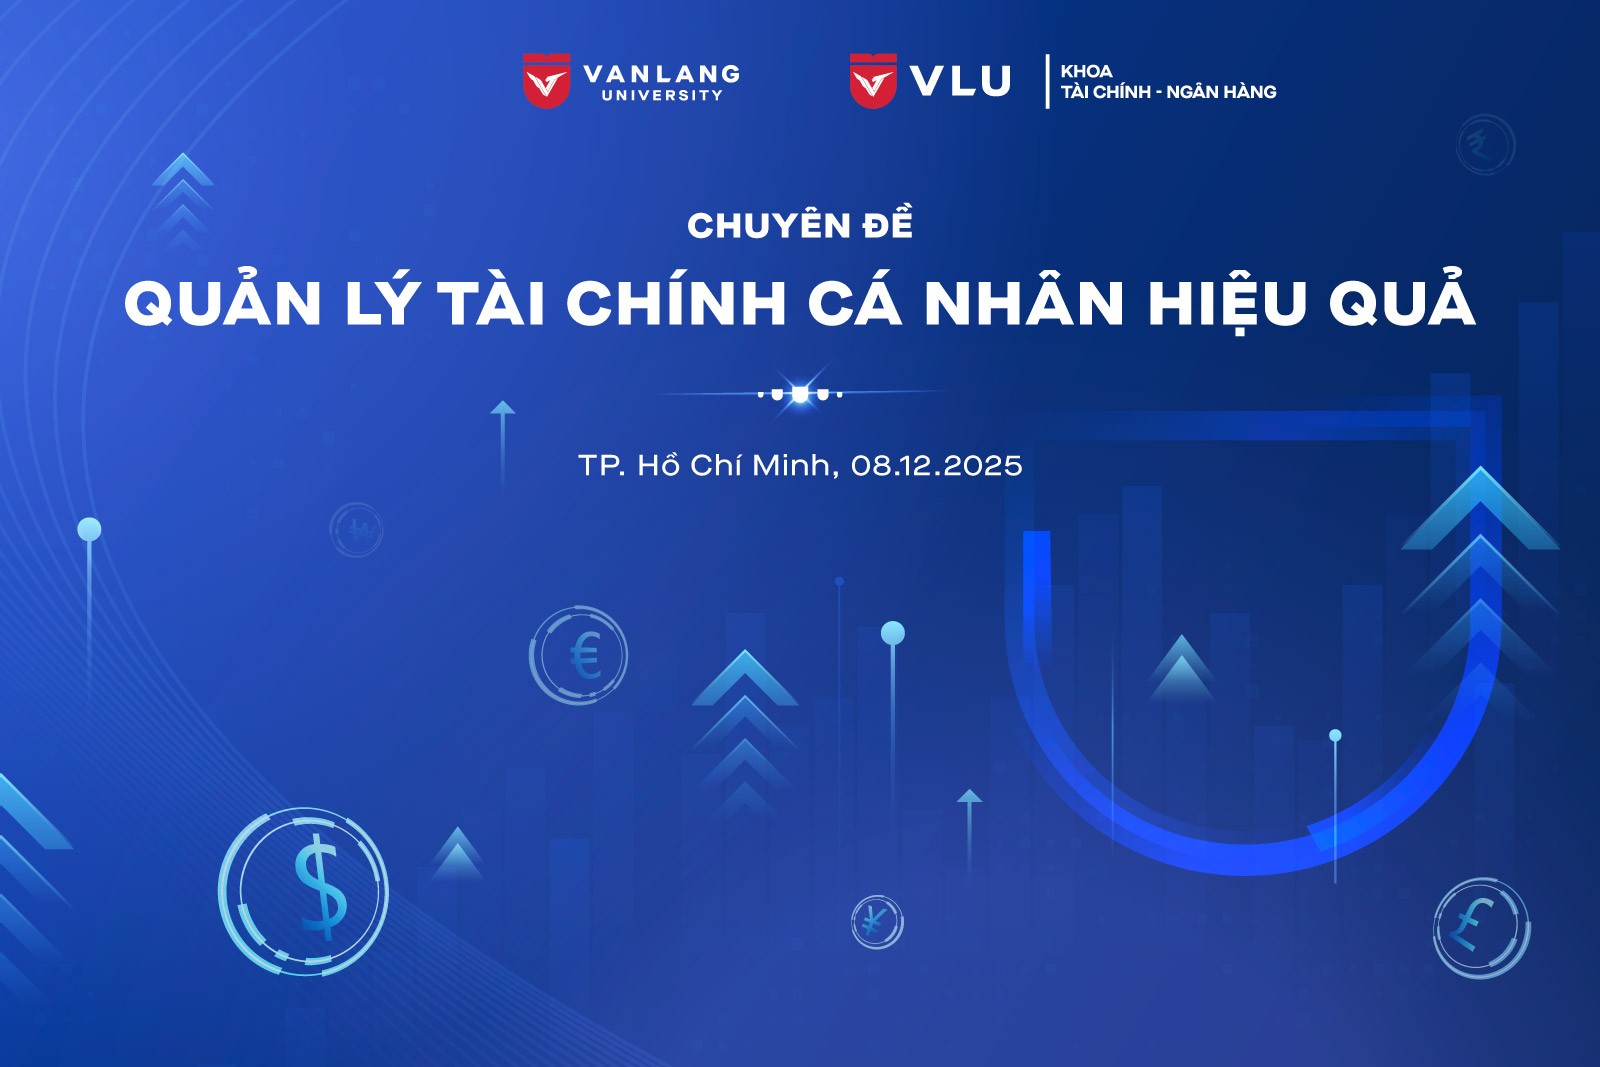 VANLANG
UNIVERSITY
VLU
KHOA
TÀI CHÍNH - NGÂN HÀNG
CHUYÊN ĐỀ
QUẢN LÝ TÀI CHÍNH CÁ NHÂN HIỆU QUẢ
TP. Hồ Chí Minh, 08.12.2025
₹
₩
€
$
¥
£